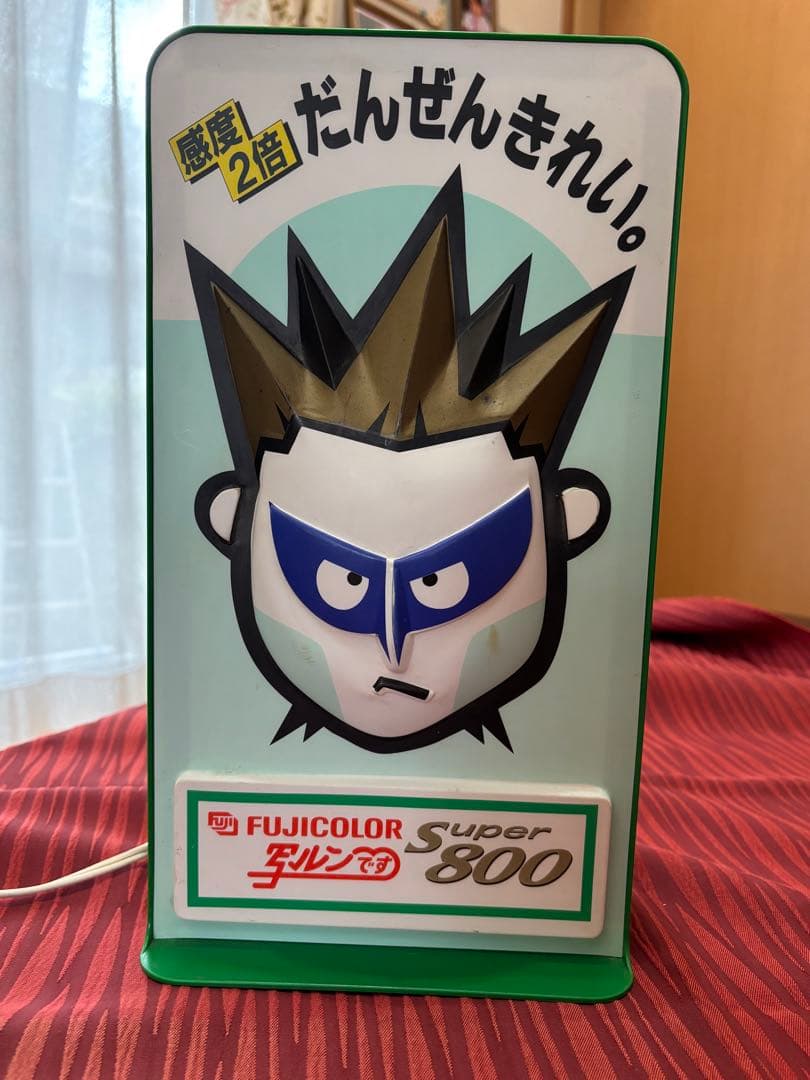 感度
2倍
だんぜんきれい。
FUJI FUJICOLOR
写ルンです
Super
800